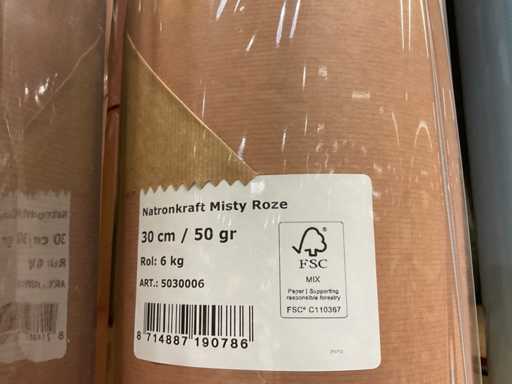 Natronkraft Misty Roze
30 cm / 50 gr
Rol: 6 kg
ART.: 5030006
8 714887 190786
FSC
MIX
Paper | Supporting
responsible forestry
FSC® C110367